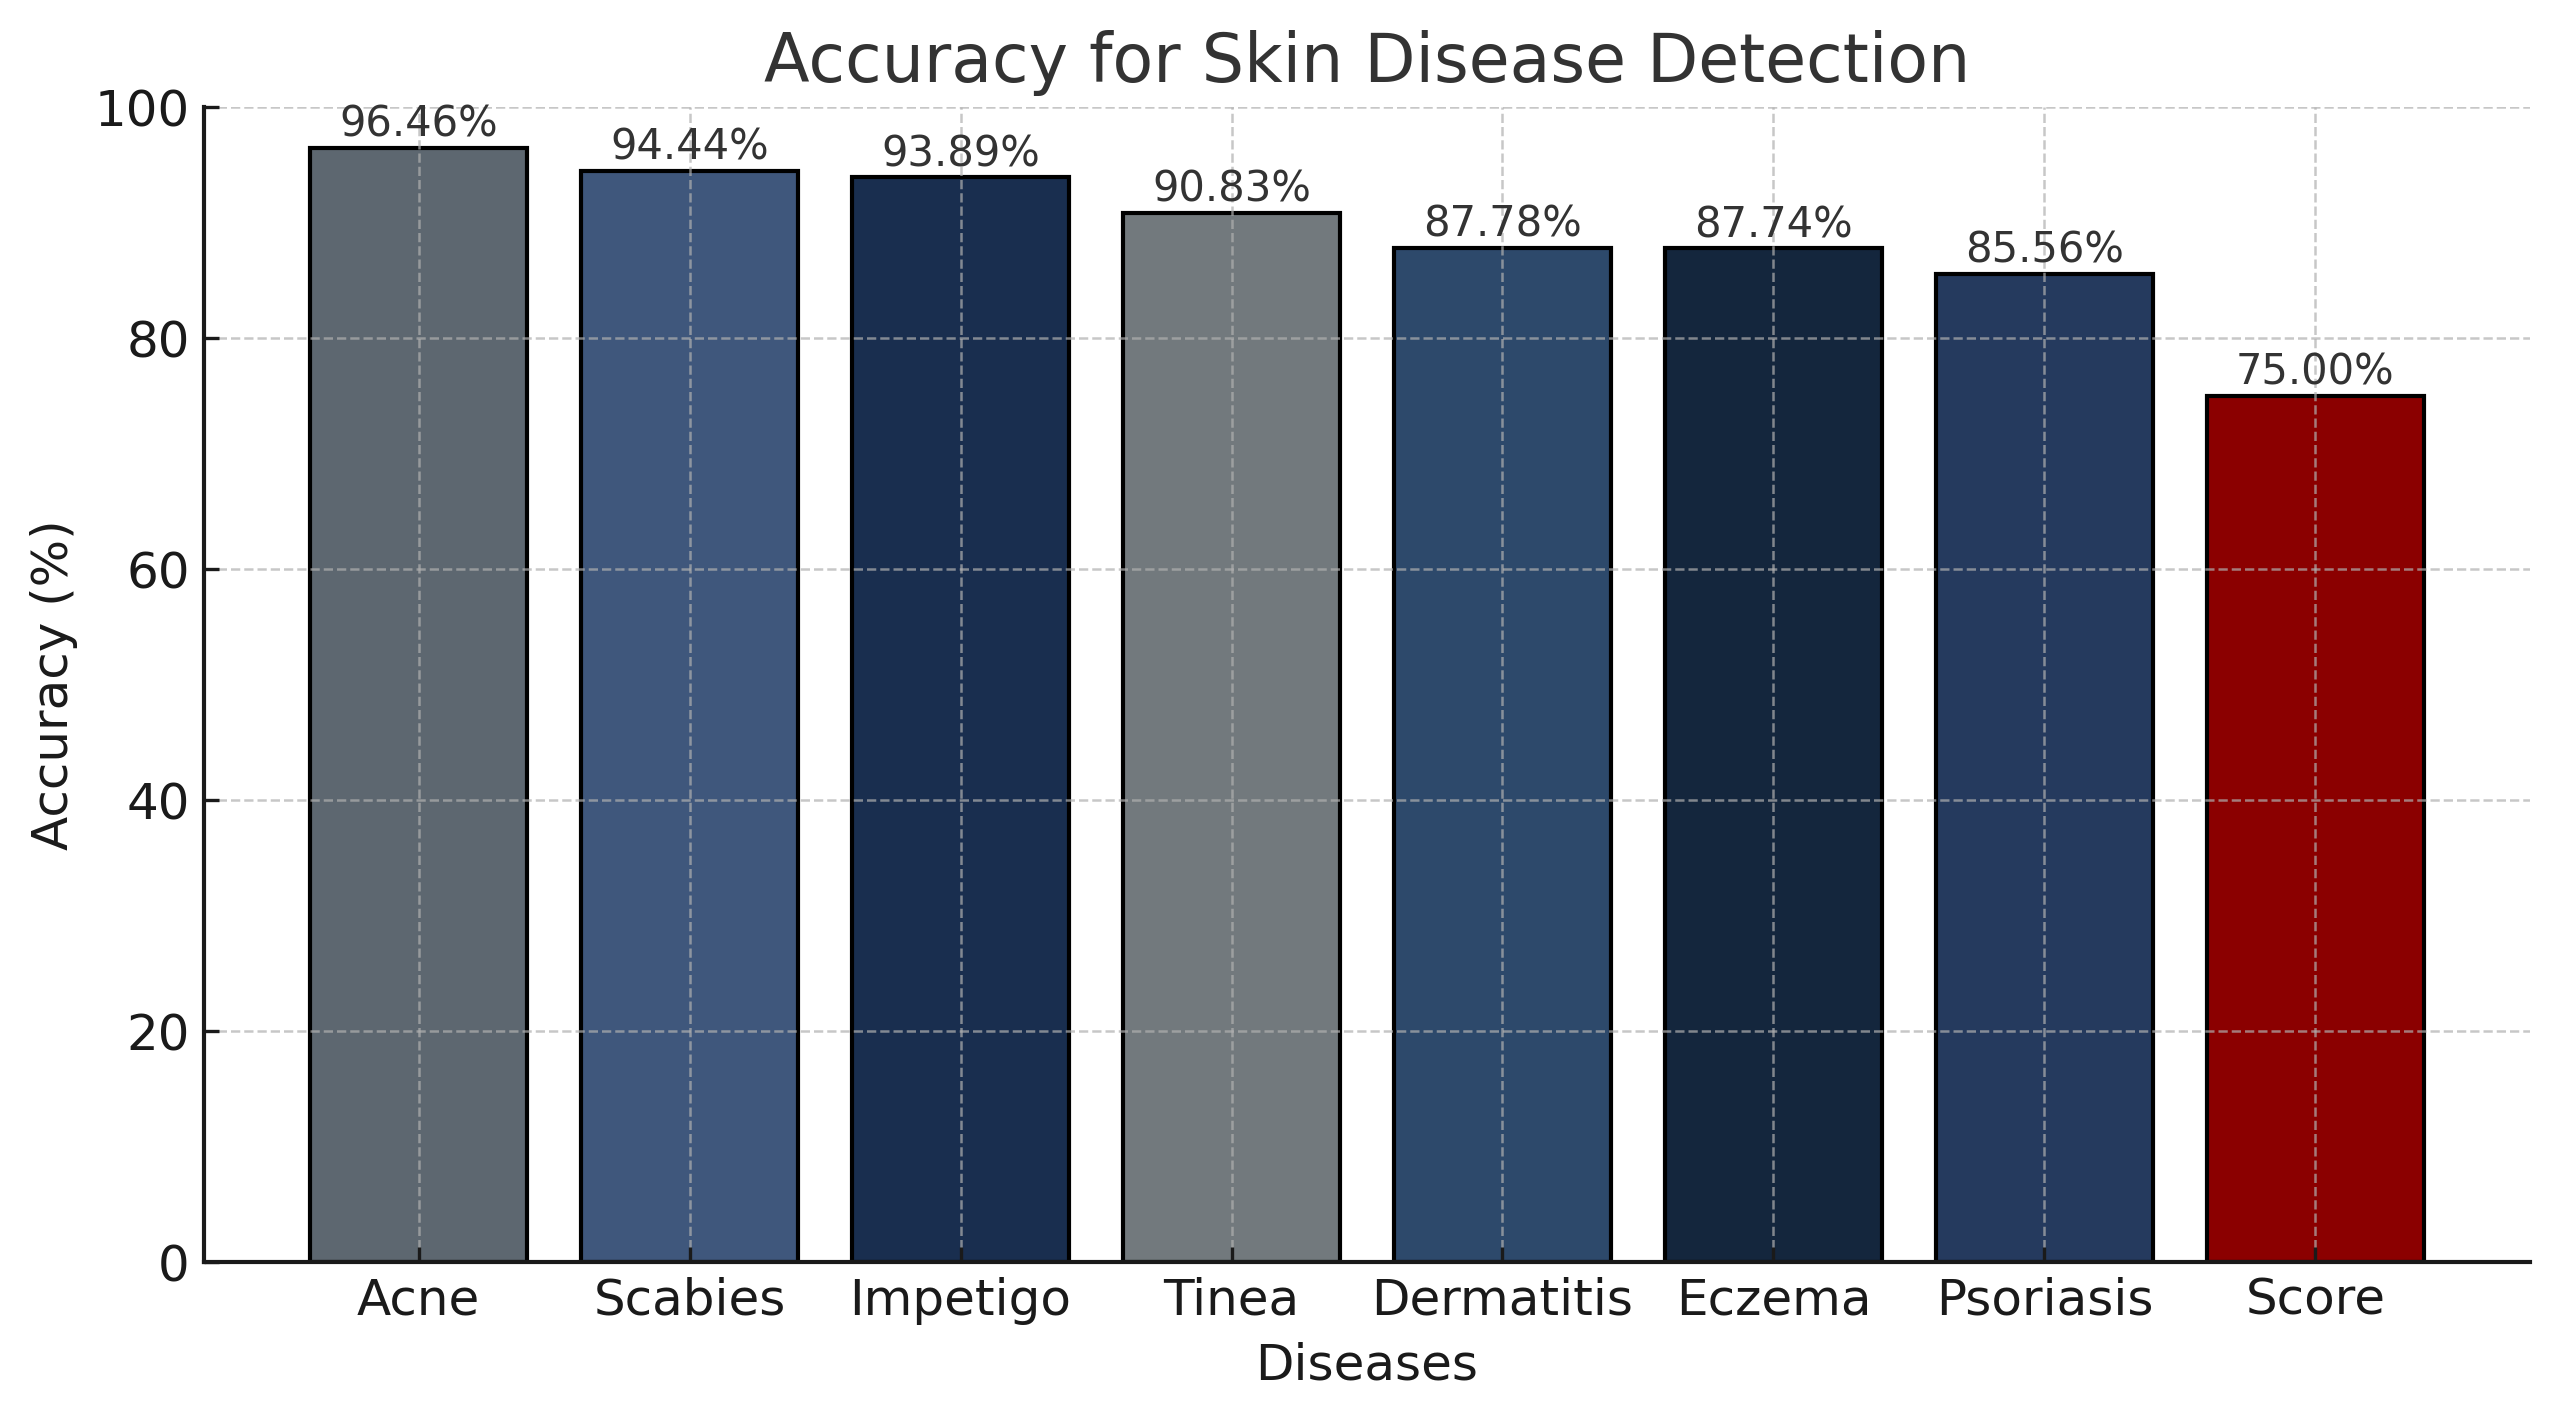 Accuracy for Skin Disease Detection
Accuracy (%)
100
80
60
40
20
0
96.46%
94.44%
93.89%
90.83%
87.78%
87.74%
85.56%
75.00%
Acne
Scabies
Impetigo
Tinea
Dermatitis
Eczema
Psoriasis
Score
Diseases